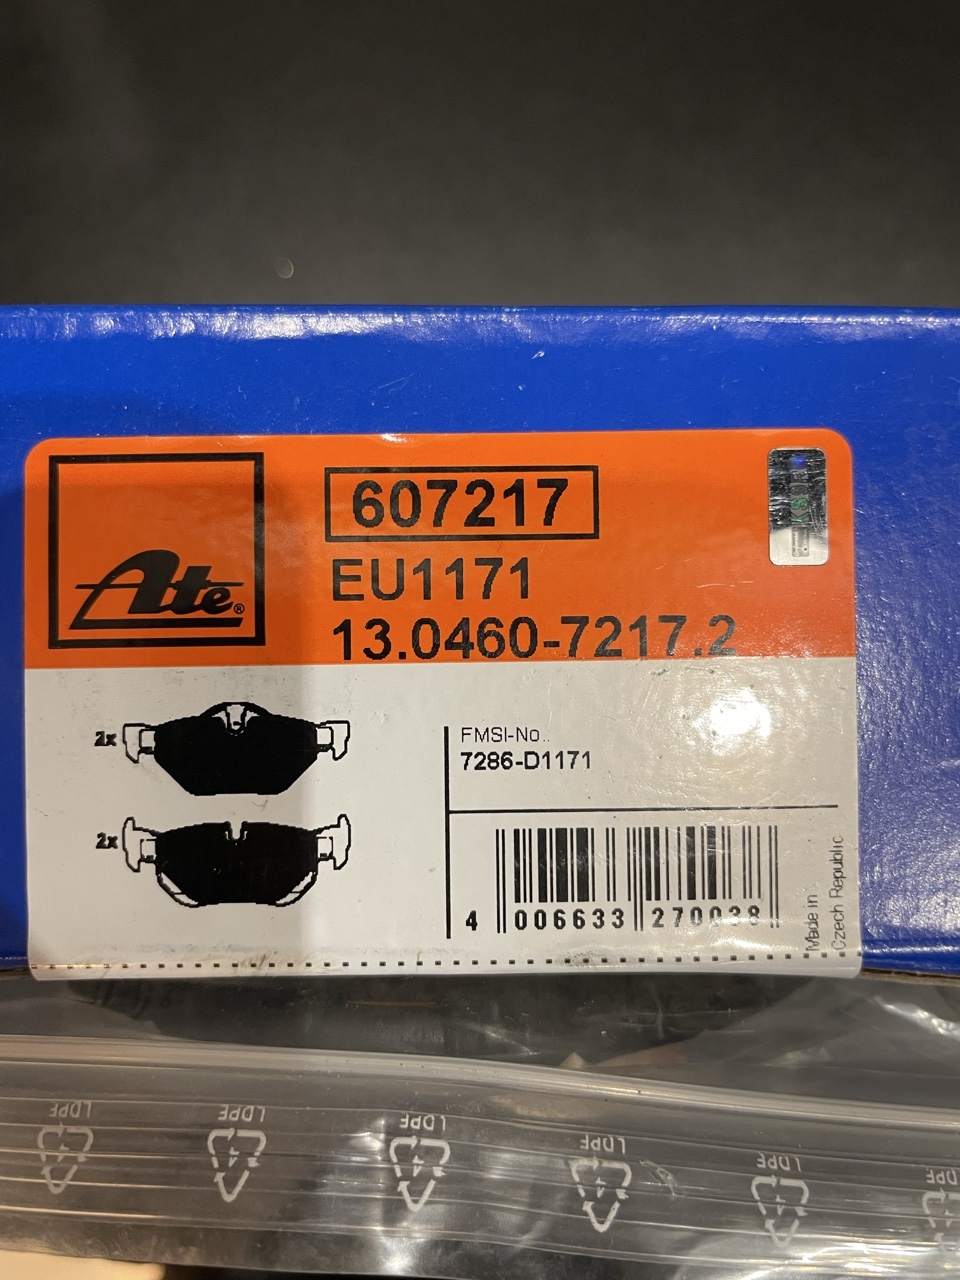 607217
Ate®
EU1171
13.0460-7217.2
2x
2x
FMSI-No..
7286-D1171
4 006633 270038
Made in
Czech Republic
LDPE
LDPE
LDPE
LDPE
LDPE